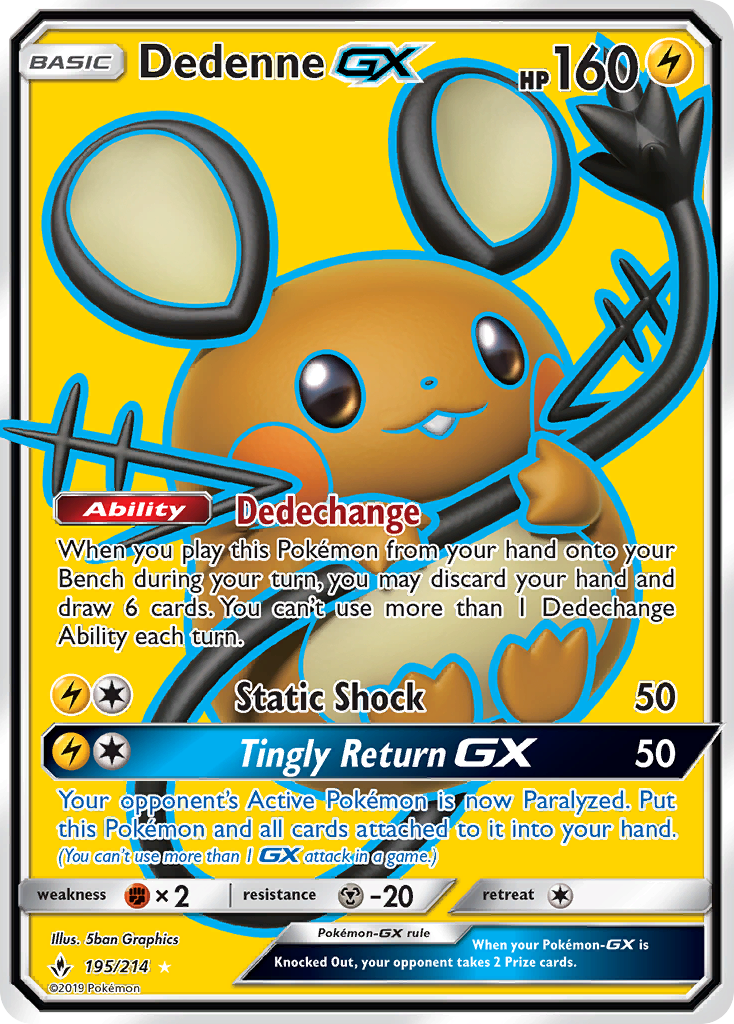 BASIC Dedenne GX HP 160
Ability Dedechange
When you play this Pokémon from your hand onto your
Bench during your turn, you may discard your hand and
draw 6 cards. You can't use more than 1 Dedechange
Ability each turn.
Static Shock 50
Tingly Return GX 50
Your opponent's Active Pokémon is now Paralyzed. Put
this Pokémon and all cards attached to it into your hand.
(You can't use more than 1 GX attack in a game.)
weakness × 2 resistance -20 retreat
Illus. 5ban Graphics
195/214
©2019 Pokémon
Pokémon-GX rule
When your Pokémon-GX is
Knocked Out, your opponent takes 2 Prize cards.